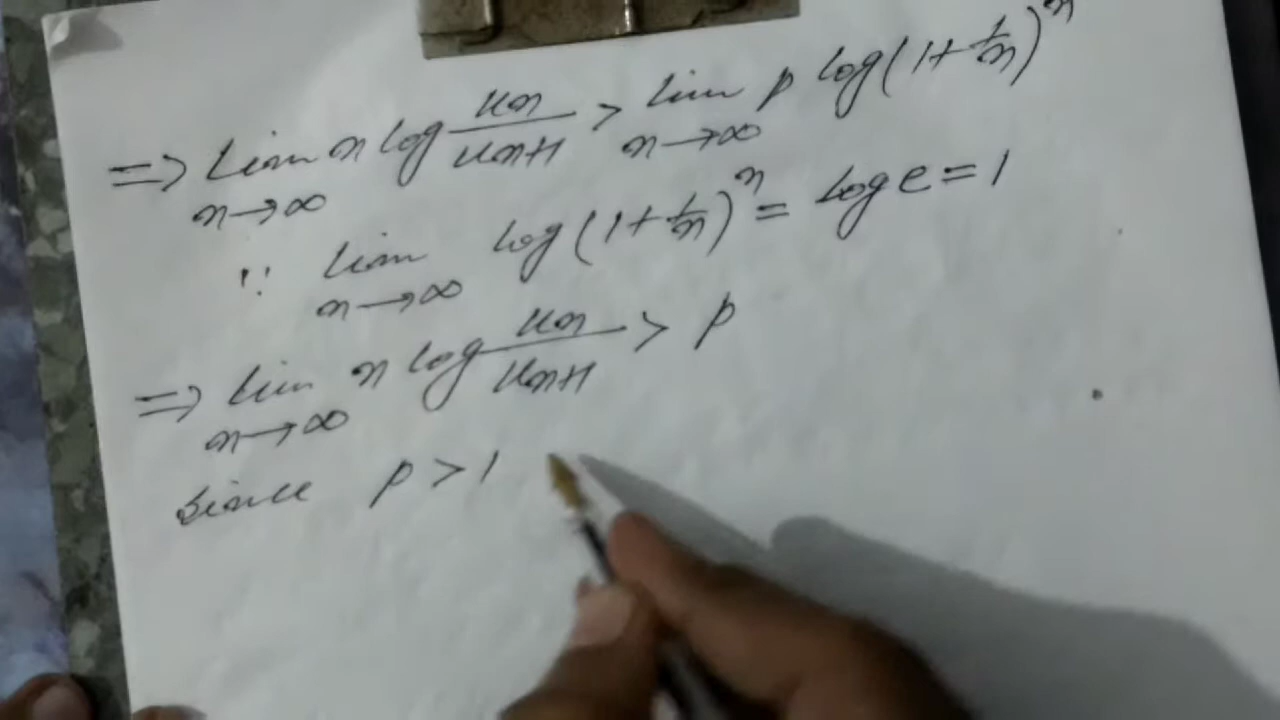 => Lim n→∞ n log un/un+1 > lim n→∞ p log(1+1/n)^n
∵ lim n→∞ log(1+1/n)^n = log e = 1
=> lim n→∞ n log un/un+1 > p
since p > 1